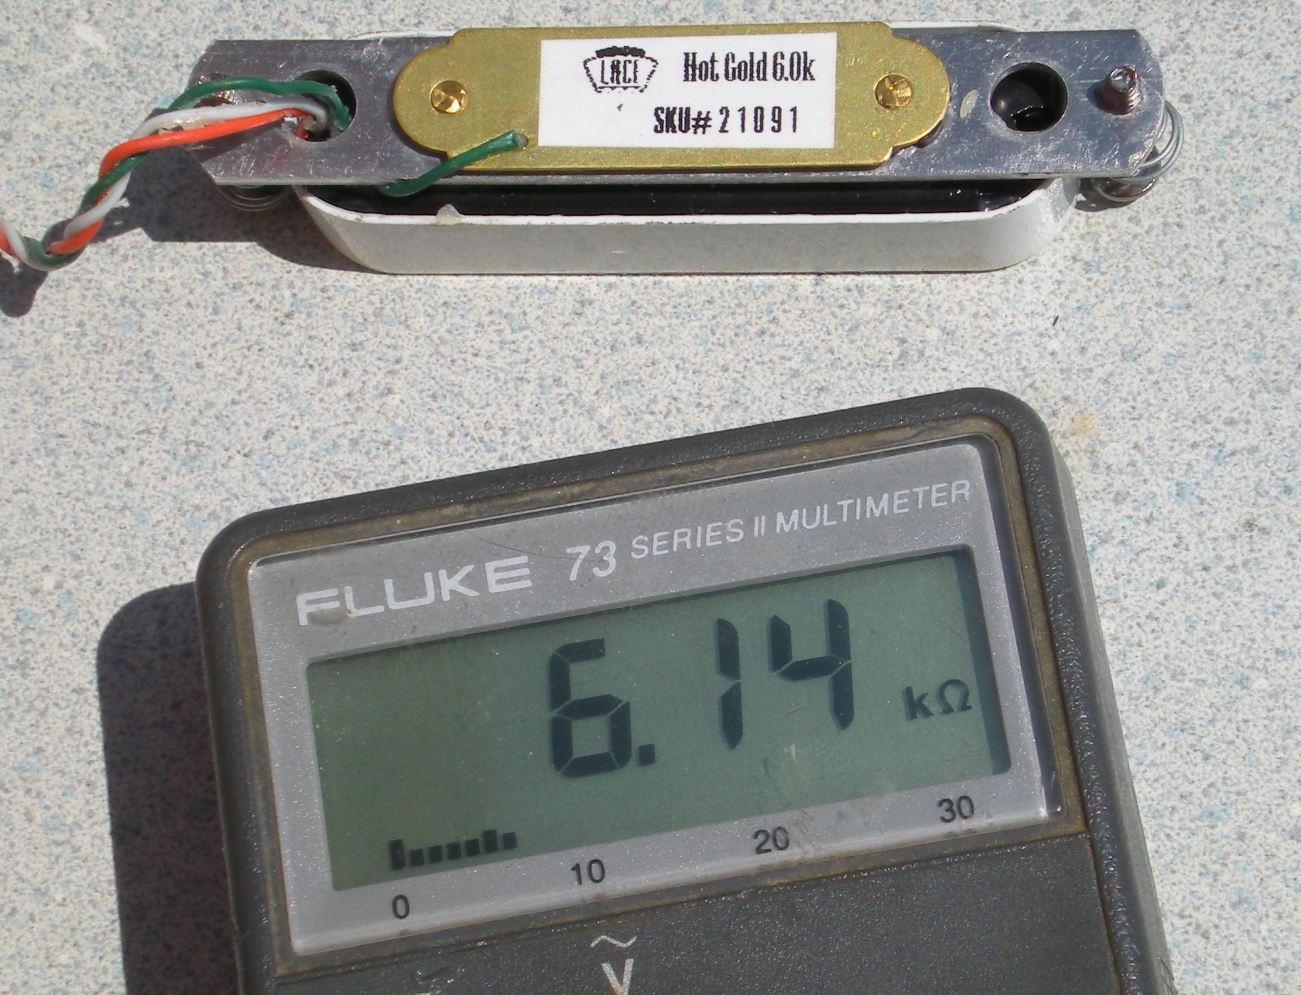 LACE
Hot Gold 6.0k
SKU# 21091
FLUKE 73 SERIES II MULTIMETER
6.14 kΩ
0 10 20 30
V